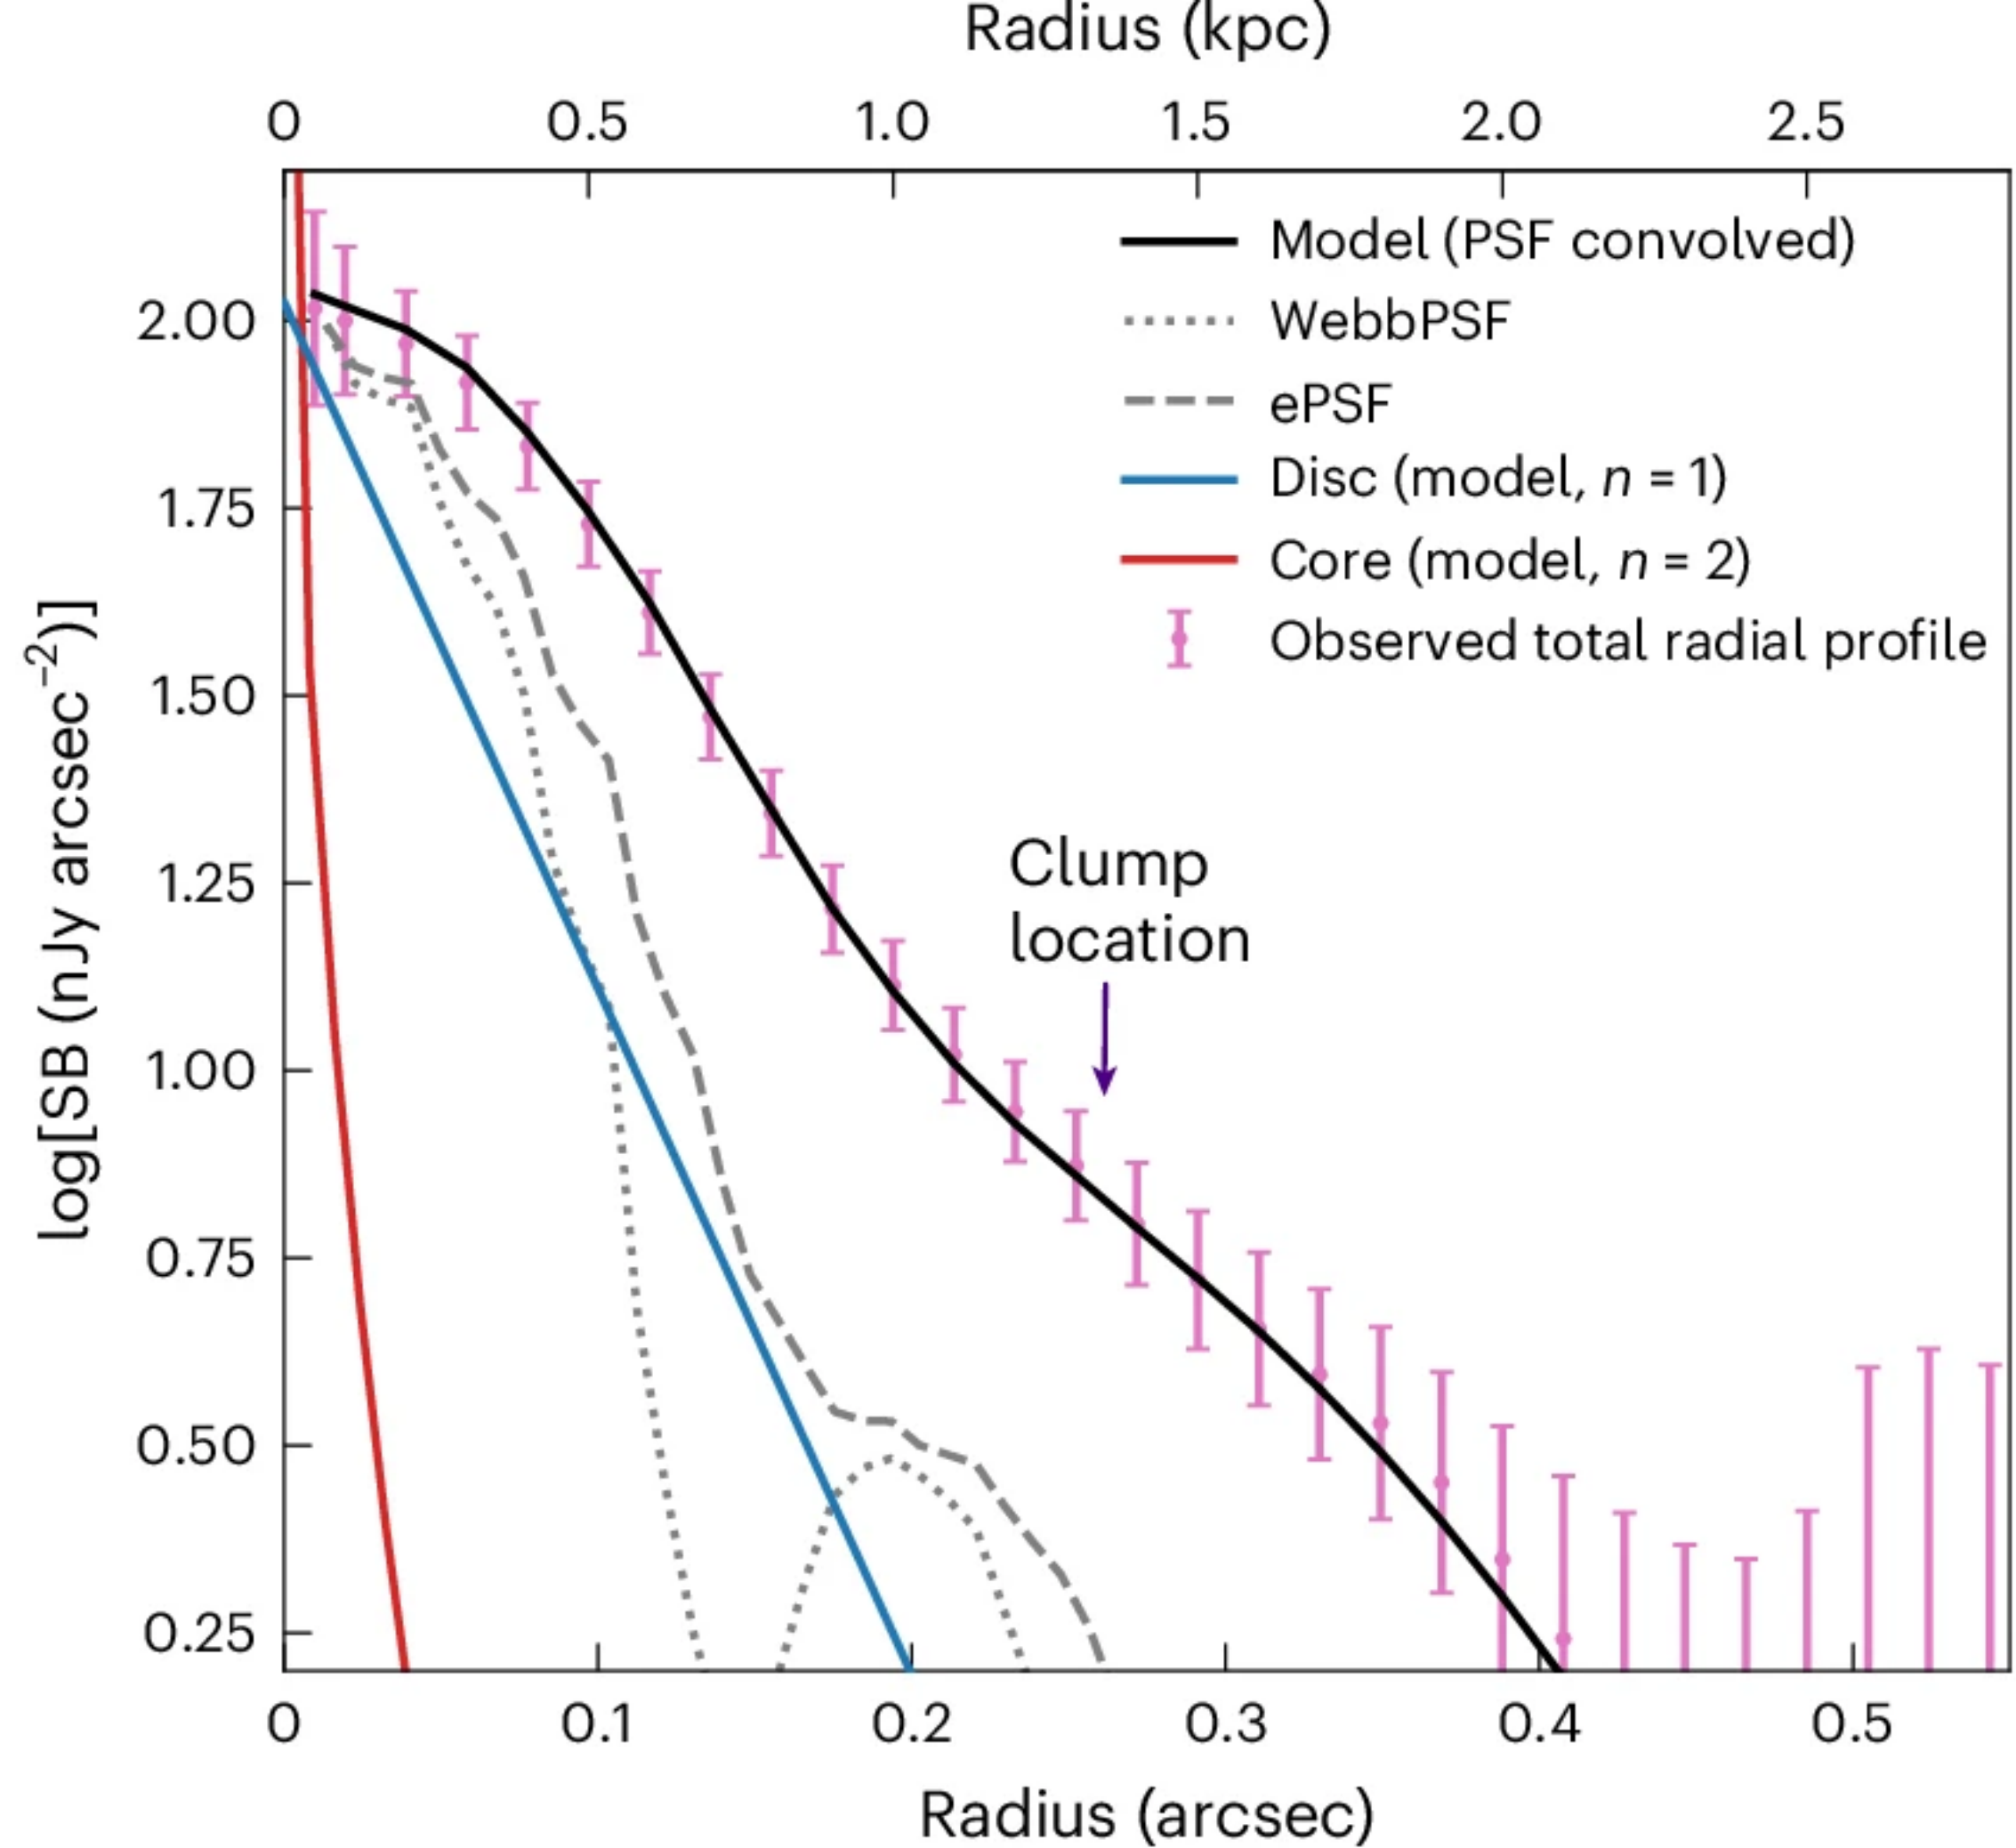 Radius (kpc)
0 0.5 1.0 1.5 2.0 2.5
Model (PSF convolved)
WebbPSF
ePSF
Disc (model, n = 1)
Core (model, n = 2)
Observed total radial profile
Clump
location
log[SB (nJy arcsec⁻²)]
2.00
1.75
1.50
1.25
1.00
0.75
0.50
0.25
0 0.1 0.2 0.3 0.4 0.5
Radius (arcsec)